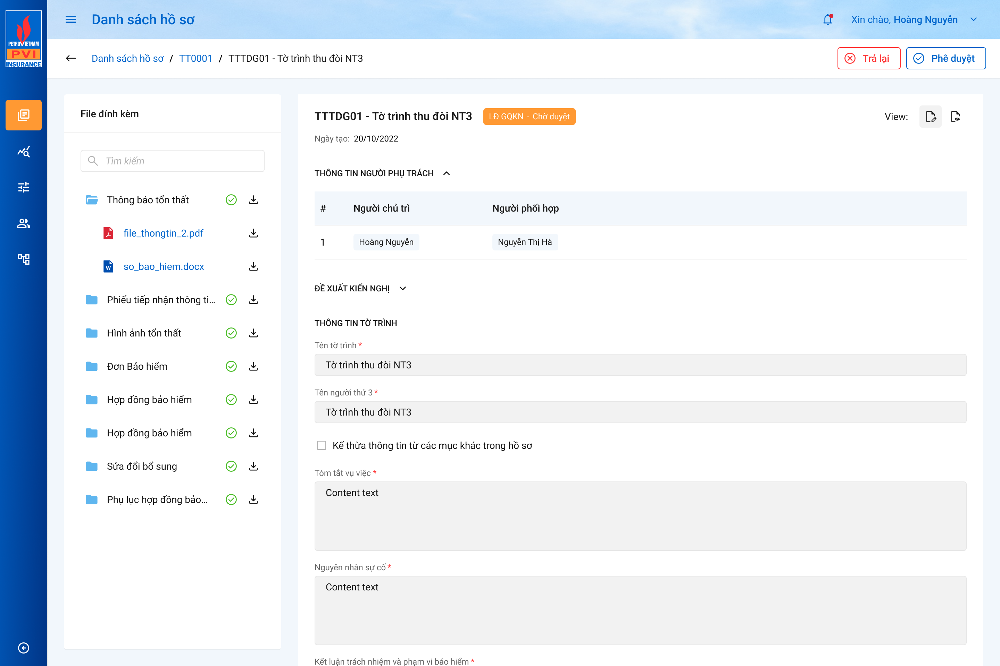 PETROVIETNAM
PVI
INSURANCE
Danh sách hồ sơ
Xin chào, Hoàng Nguyễn
Danh sách hồ sơ / TT0001 / TTTDG01 - Tờ trình thu đòi NT3
Trả lại
Phê duyệt
File đính kèm
Tìm kiếm
Thông báo tổn thất
file_thongtin_2.pdf
so_bao_hiem.docx
Phiếu tiếp nhận thông ti...
Hình ảnh tổn thất
Đơn Bảo hiểm
Hợp đồng bảo hiểm
Hợp đồng bảo hiểm
Sửa đổi bổ sung
Phụ lục hợp đồng bảo...
TTTDG01 - Tờ trình thu đòi NT3
LĐ GQKN - Chờ duyệt
View:
Ngày tạo: 20/10/2022
THÔNG TIN NGƯỜI PHỤ TRÁCH
# Người chủ trì Người phối hợp
1 Hoàng Nguyễn Nguyễn Thị Hà
ĐỀ XUẤT KIẾN NGHỊ
THÔNG TIN TỜ TRÌNH
Tên tờ trình *
Tờ trình thu đòi NT3
Tên người thứ 3 *
Tờ trình thu đòi NT3
Kế thừa thông tin từ các mục khác trong hồ sơ
Tóm tắt vụ việc *
Content text
Nguyên nhân sự cố *
Content text
Kết luận trách nhiệm và phạm vi bảo hiểm *